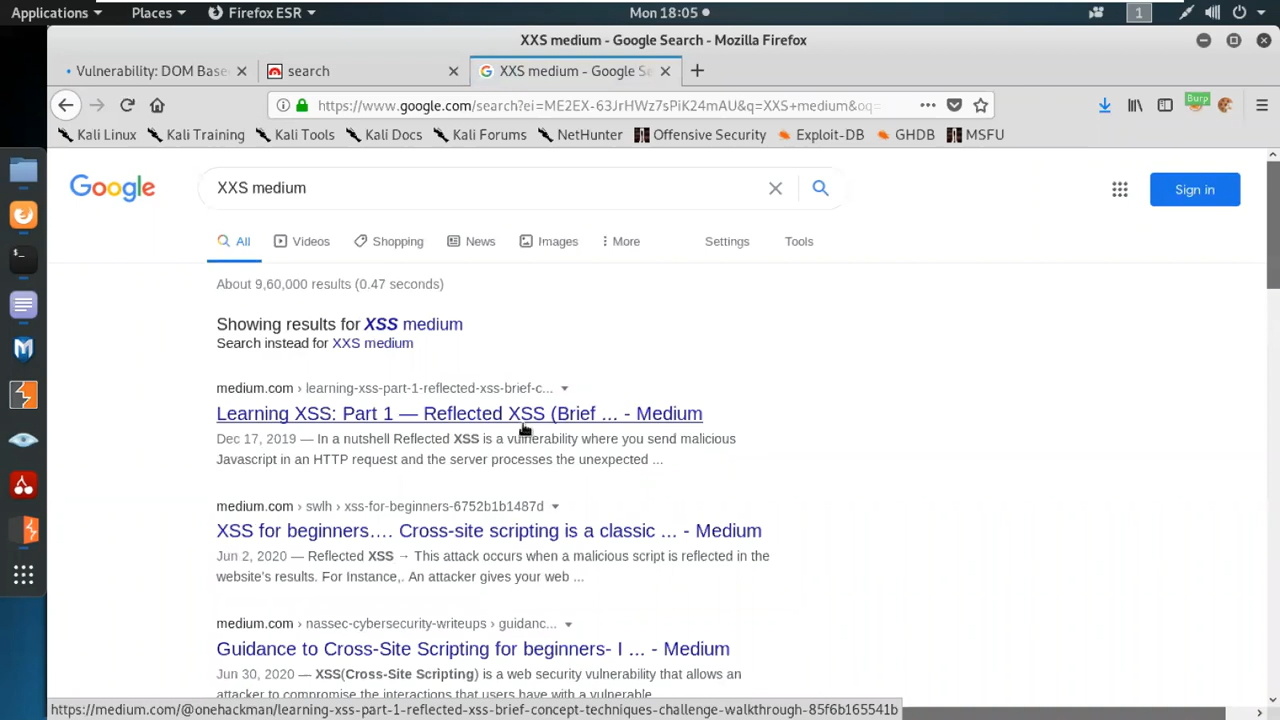 Applications Places Firefox ESR Mon 18:05 1
XXS medium - Google Search - Mozilla Firefox
Vulnerability: DOM Base search XXS medium - Google Se
https://www.google.com/search?ei=ME2EX-63JrHWz7sPiK24mAU&q=XXS+medium&oq= Burp
Kali Linux Kali Training Kali Tools Kali Docs Kali Forums NetHunter Offensive Security Exploit-DB GHDB MSFU
Google XXS medium Sign in
All Videos Shopping News Images More Settings Tools
About 9,60,000 results (0.47 seconds)
Showing results for XSS medium
Search instead for XXS medium
medium.com › learning-xss-part-1-reflected-xss-brief-c...
Learning XSS: Part 1 — Reflected XSS (Brief ... - Medium
Dec 17, 2019 — In a nutshell Reflected XSS is a vulnerability where you send malicious
Javascript in an HTTP request and the server processes the unexpected ...
medium.com › swlh › xss-for-beginners-6752b1b1487d
XSS for beginners…. Cross-site scripting is a classic ... - Medium
Jun 2, 2020 — Reflected XSS → This attack occurs when a malicious script is reflected in the
website's results. For Instance,. An attacker gives your web ...
medium.com › nassec-cybersecurity-writeups › guidanc...
Guidance to Cross-Site Scripting for beginners- I ... - Medium
Jun 30, 2020 — XSS(Cross-Site Scripting) is a web security vulnerability that allows an
attacker to compromise the interactions that users have with a vulnerable
https://medium.com/@onehackman/learning-xss-part-1-reflected-xss-brief-concept-techniques-challenge-walkthrough-85f6b165541b